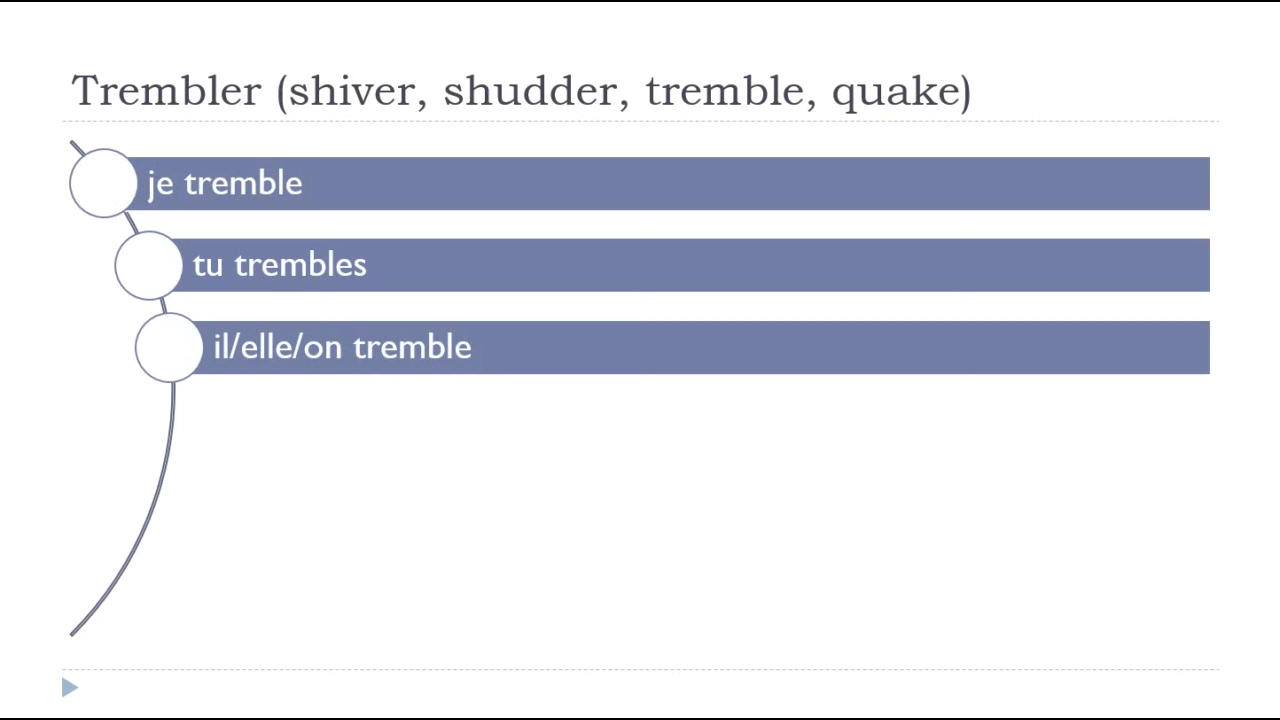 Trembler (shiver, shudder, tremble, quake)
je tremble
tu trembles
il/elle/on tremble